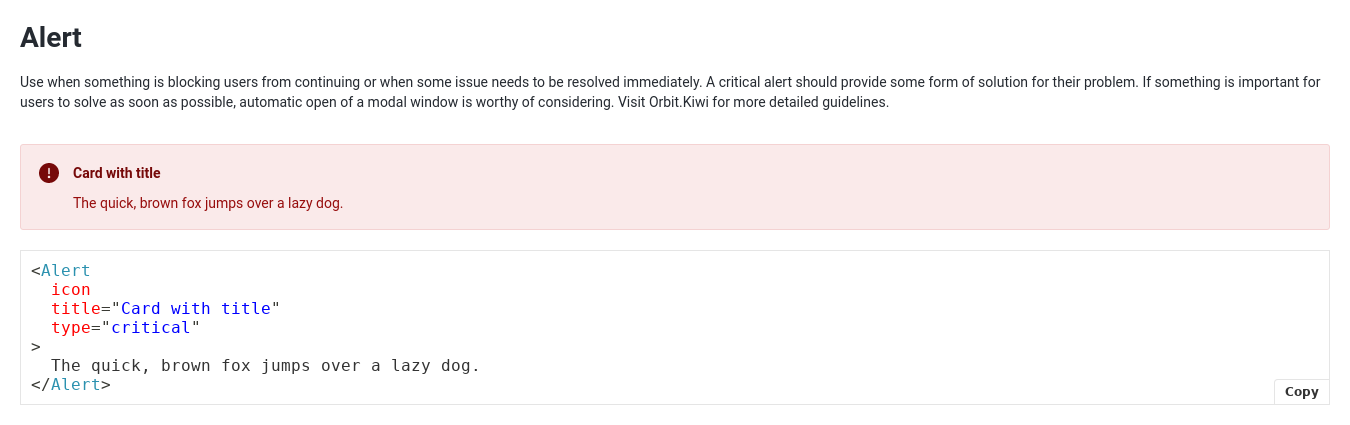 Alert
Use when something is blocking users from continuing or when some issue needs to be resolved immediately. A critical alert should provide some form of solution for their problem. If something is important for
users to solve as soon as possible, automatic open of a modal window is worthy of considering. Visit Orbit.Kiwi for more detailed guidelines.
Card with title
The quick, brown fox jumps over a lazy dog.
<Alert
  icon
  title="Card with title"
  type="critical"
>
  The quick, brown fox jumps over a lazy dog.
</Alert>
Copy